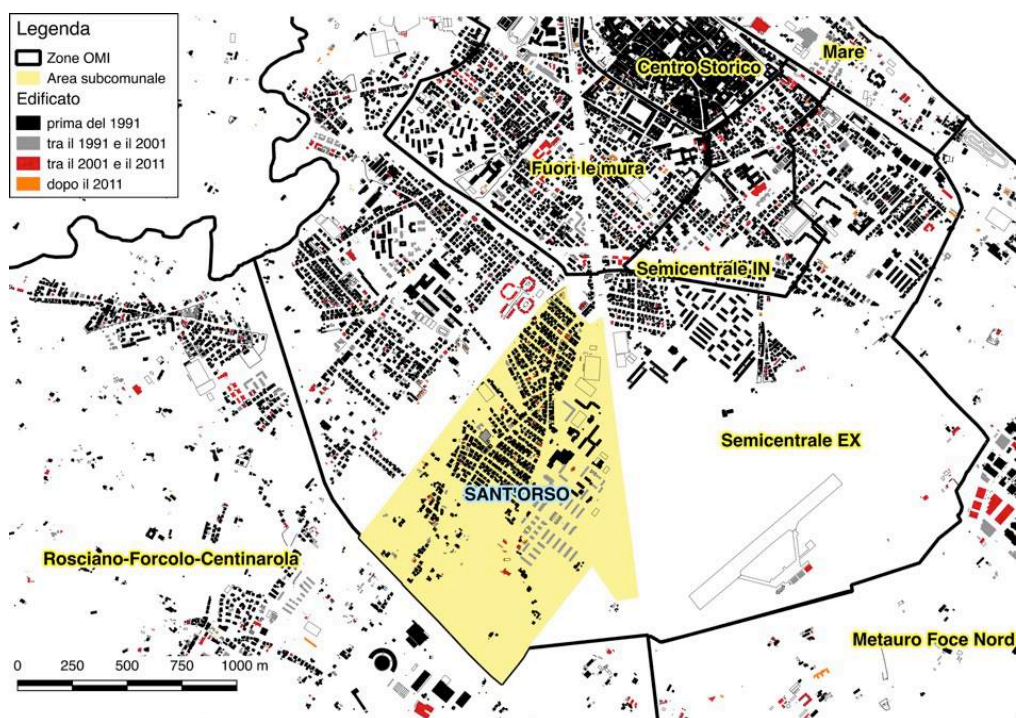 Legenda
Zone OMI
Area subcomunale
Edificato
prima del 1991
tra il 1991 e il 2001
tra il 2001 e il 2011
dopo il 2011
Mare
Centro Storico
Fuori le mura
Semicentrale IN
Semicentrale EX
SANT'ORSO
Rosciano-Forcolo-Centinarola
Metauro Foce Nord
0 250 500 750 1000 m